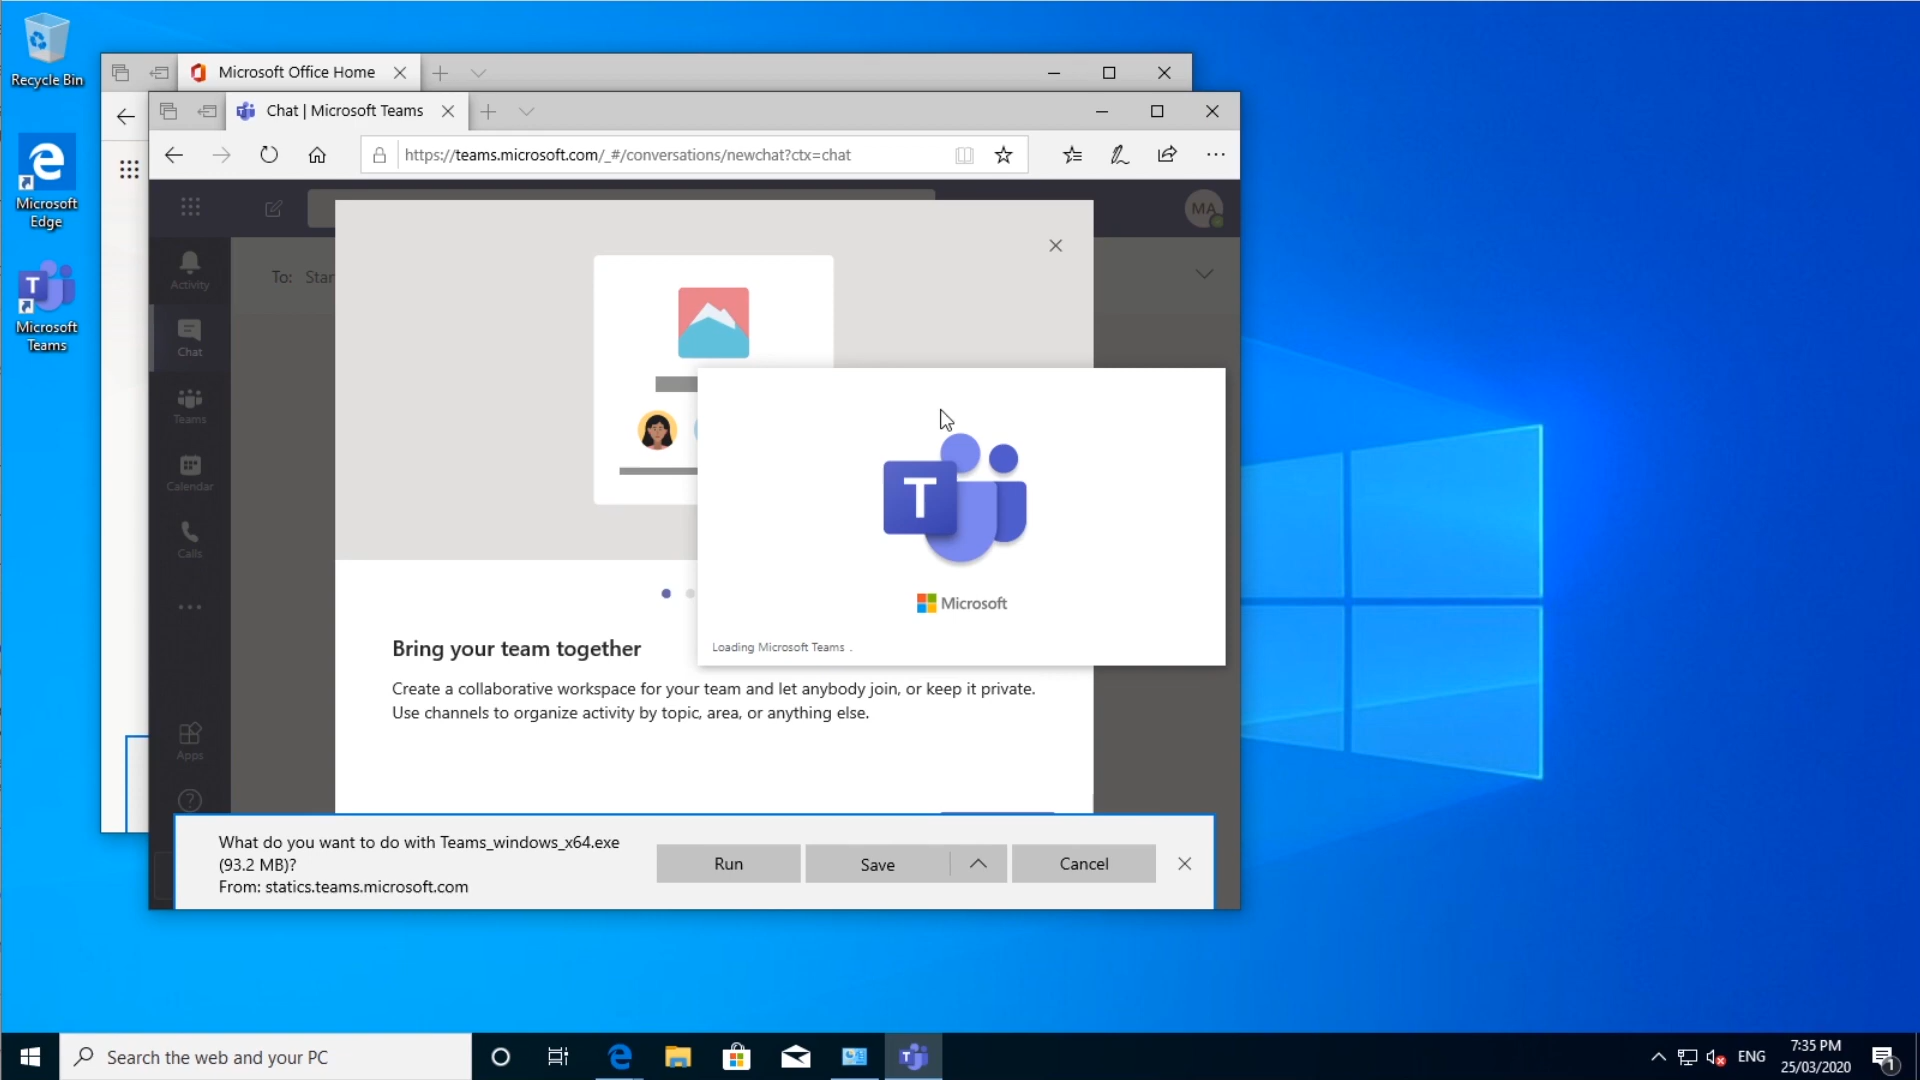 Recycle Bin
Microsoft Edge
Microsoft Teams
Microsoft Office Home
Chat | Microsoft Teams
https://teams.microsoft.com/_#/conversations/newchat?ctx=chat
MA
Activity
To: Star
Chat
Teams
Calendar
Calls
Apps
T
Microsoft
Loading Microsoft Teams .
Bring your team together
Create a collaborative workspace for your team and let anybody join, or keep it private.
Use channels to organize activity by topic, area, or anything else.
What do you want to do with Teams_windows_x64.exe
(93.2 MB)?
From: statics.teams.microsoft.com
Run
Save
Cancel
Search the web and your PC
ENG
7:35 PM
25/03/2020
1